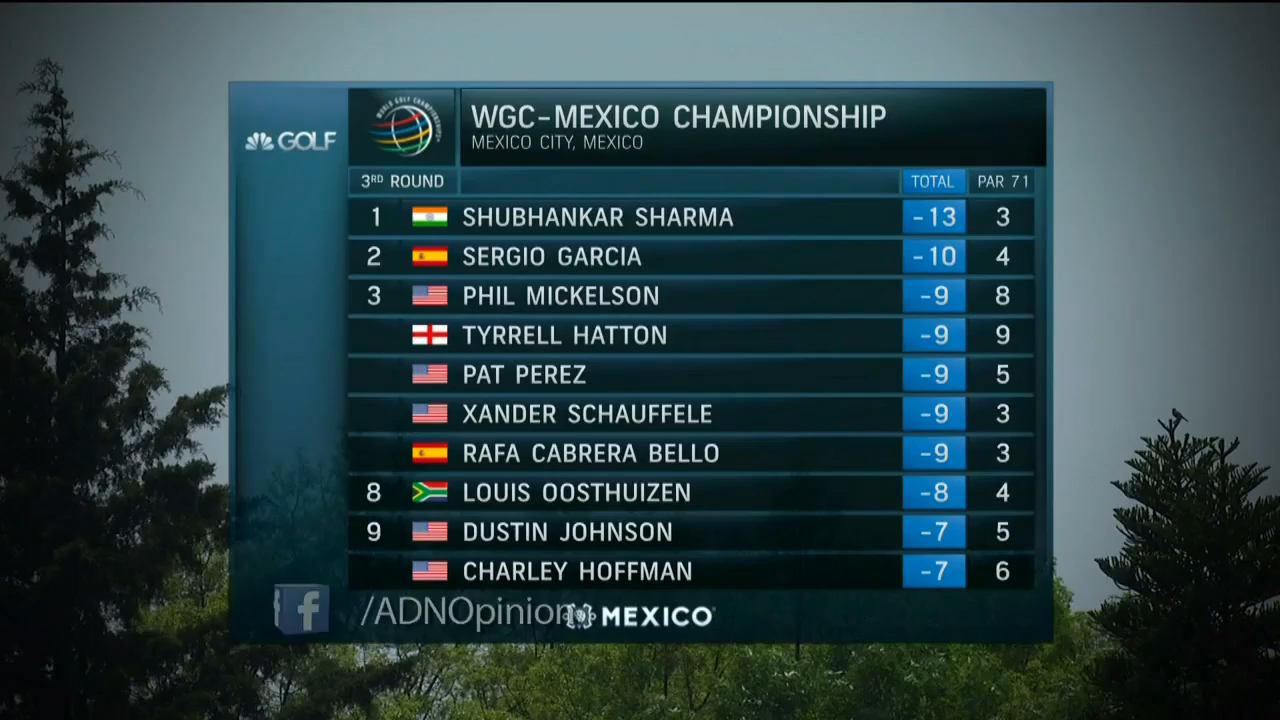 GOLF
WORLD GOLF CHAMPIONSHIPS
WGC-MEXICO CHAMPIONSHIP
MEXICO CITY, MEXICO
3RD ROUND TOTAL PAR 71
1 SHUBHANKAR SHARMA -13 3
2 SERGIO GARCIA -10 4
3 PHIL MICKELSON -9 8
TYRRELL HATTON -9 9
PAT PEREZ -9 5
XANDER SCHAUFFELE -9 3
RAFA CABRERA BELLO -9 3
8 LOUIS OOSTHUIZEN -8 4
9 DUSTIN JOHNSON -7 5
CHARLEY HOFFMAN -7 6
f /ADNOpinion MEXICO